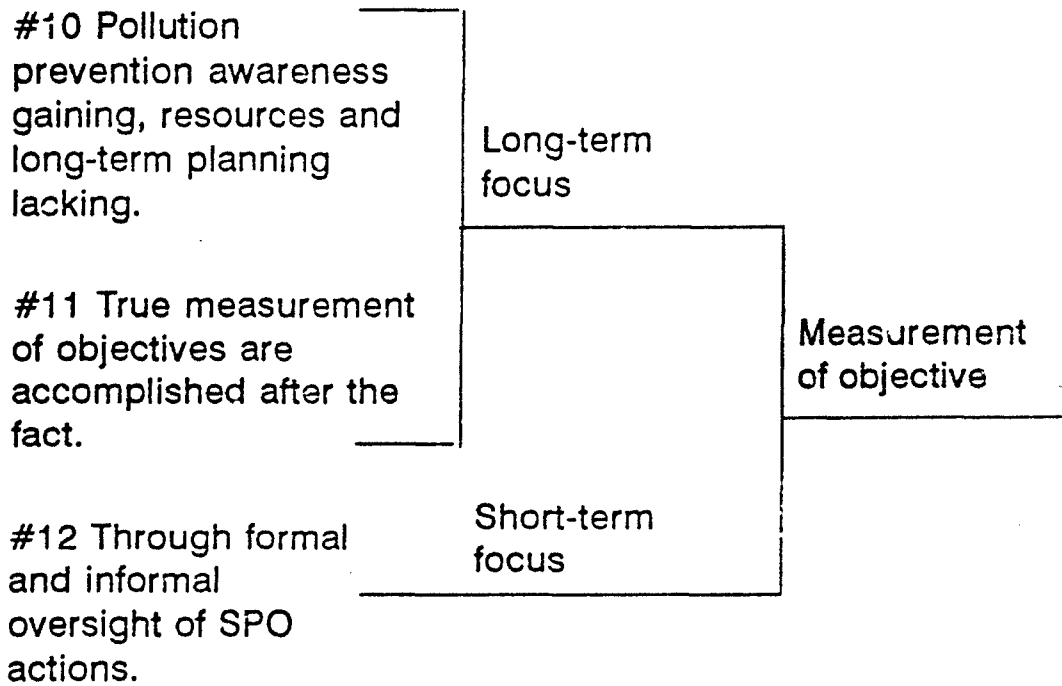 #10 Pollution
prevention awareness
gaining, resources and
long-term planning
lacking.
Long-term
focus
#11 True measurement
of objectives are
accomplished after the
fact.
Measurement
of objective
#12 Through formal
and informal
oversight of SPO
actions.
Short-term
focus